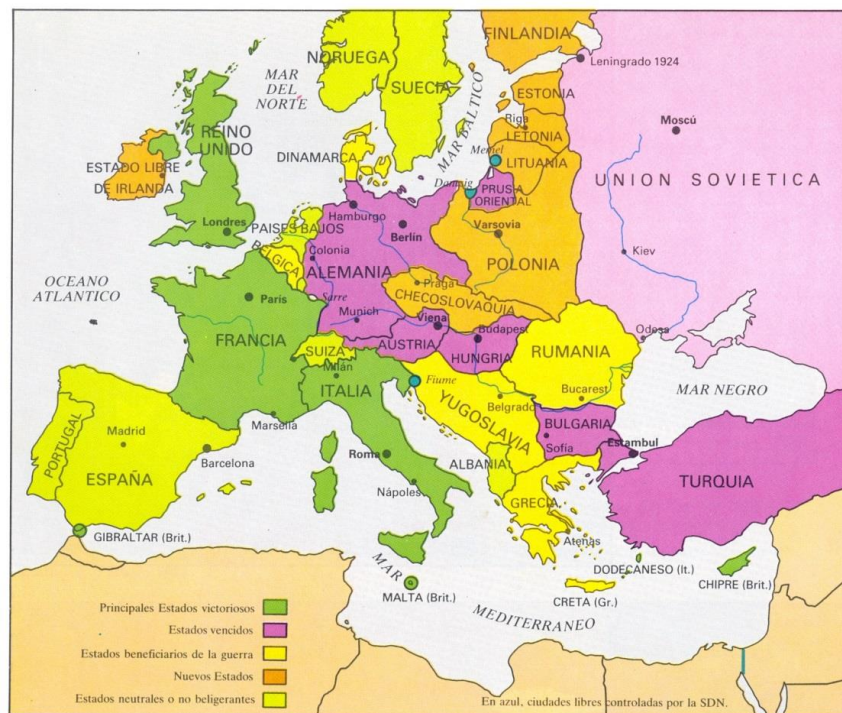 FINLANDIA
NORUEGA
Leningrado 1924
MAR
DEL
NORTE
SUECIA
ESTONIA
MAR BALTICO
Riga
LETONIA
Moscú
REINO
UNIDO
DINAMARCA
Memel
LITUANIA
ESTADO LIBRE
DE IRLANDA
UNION SOVIETICA
Danzig
PRUSIA
ORIENTAL
Hamburgo
Londres
PAISES BAJOS
Berlín
Varsovia
BELGICA
Colonia
Kiev
ALEMANIA
POLONIA
OCEANO
ATLANTICO
Praga
CHECOSLOVAQUIA
París
Sarre
Munich
Viena
Budapest
Odesa
FRANCIA
SUIZA
AUSTRIA
HUNGRIA
RUMANIA
Milán
ITALIA
Fiume
MAR NEGRO
Bucarest
Belgrado
YUGOSLAVIA
Marsella
BULGARIA
Sofía
Estambul
PORTUGAL
Madrid
Barcelona
Roma
ALBANIA
ESPAÑA
TURQUIA
Nápoles
GRECIA
Atenas
GIBRALTAR (Brit.)
DODECANESO (It.)
MAR
MEDITERRANEO
MALTA (Brit.)
CRETA (Gr.)
CHIPRE (Brit.)
Principales Estados victoriosos
Estados vencidos
Estados beneficiarios de la guerra
Nuevos Estados
Estados neutrales o no beligerantes
En azul, ciudades libres controladas por la SDN.